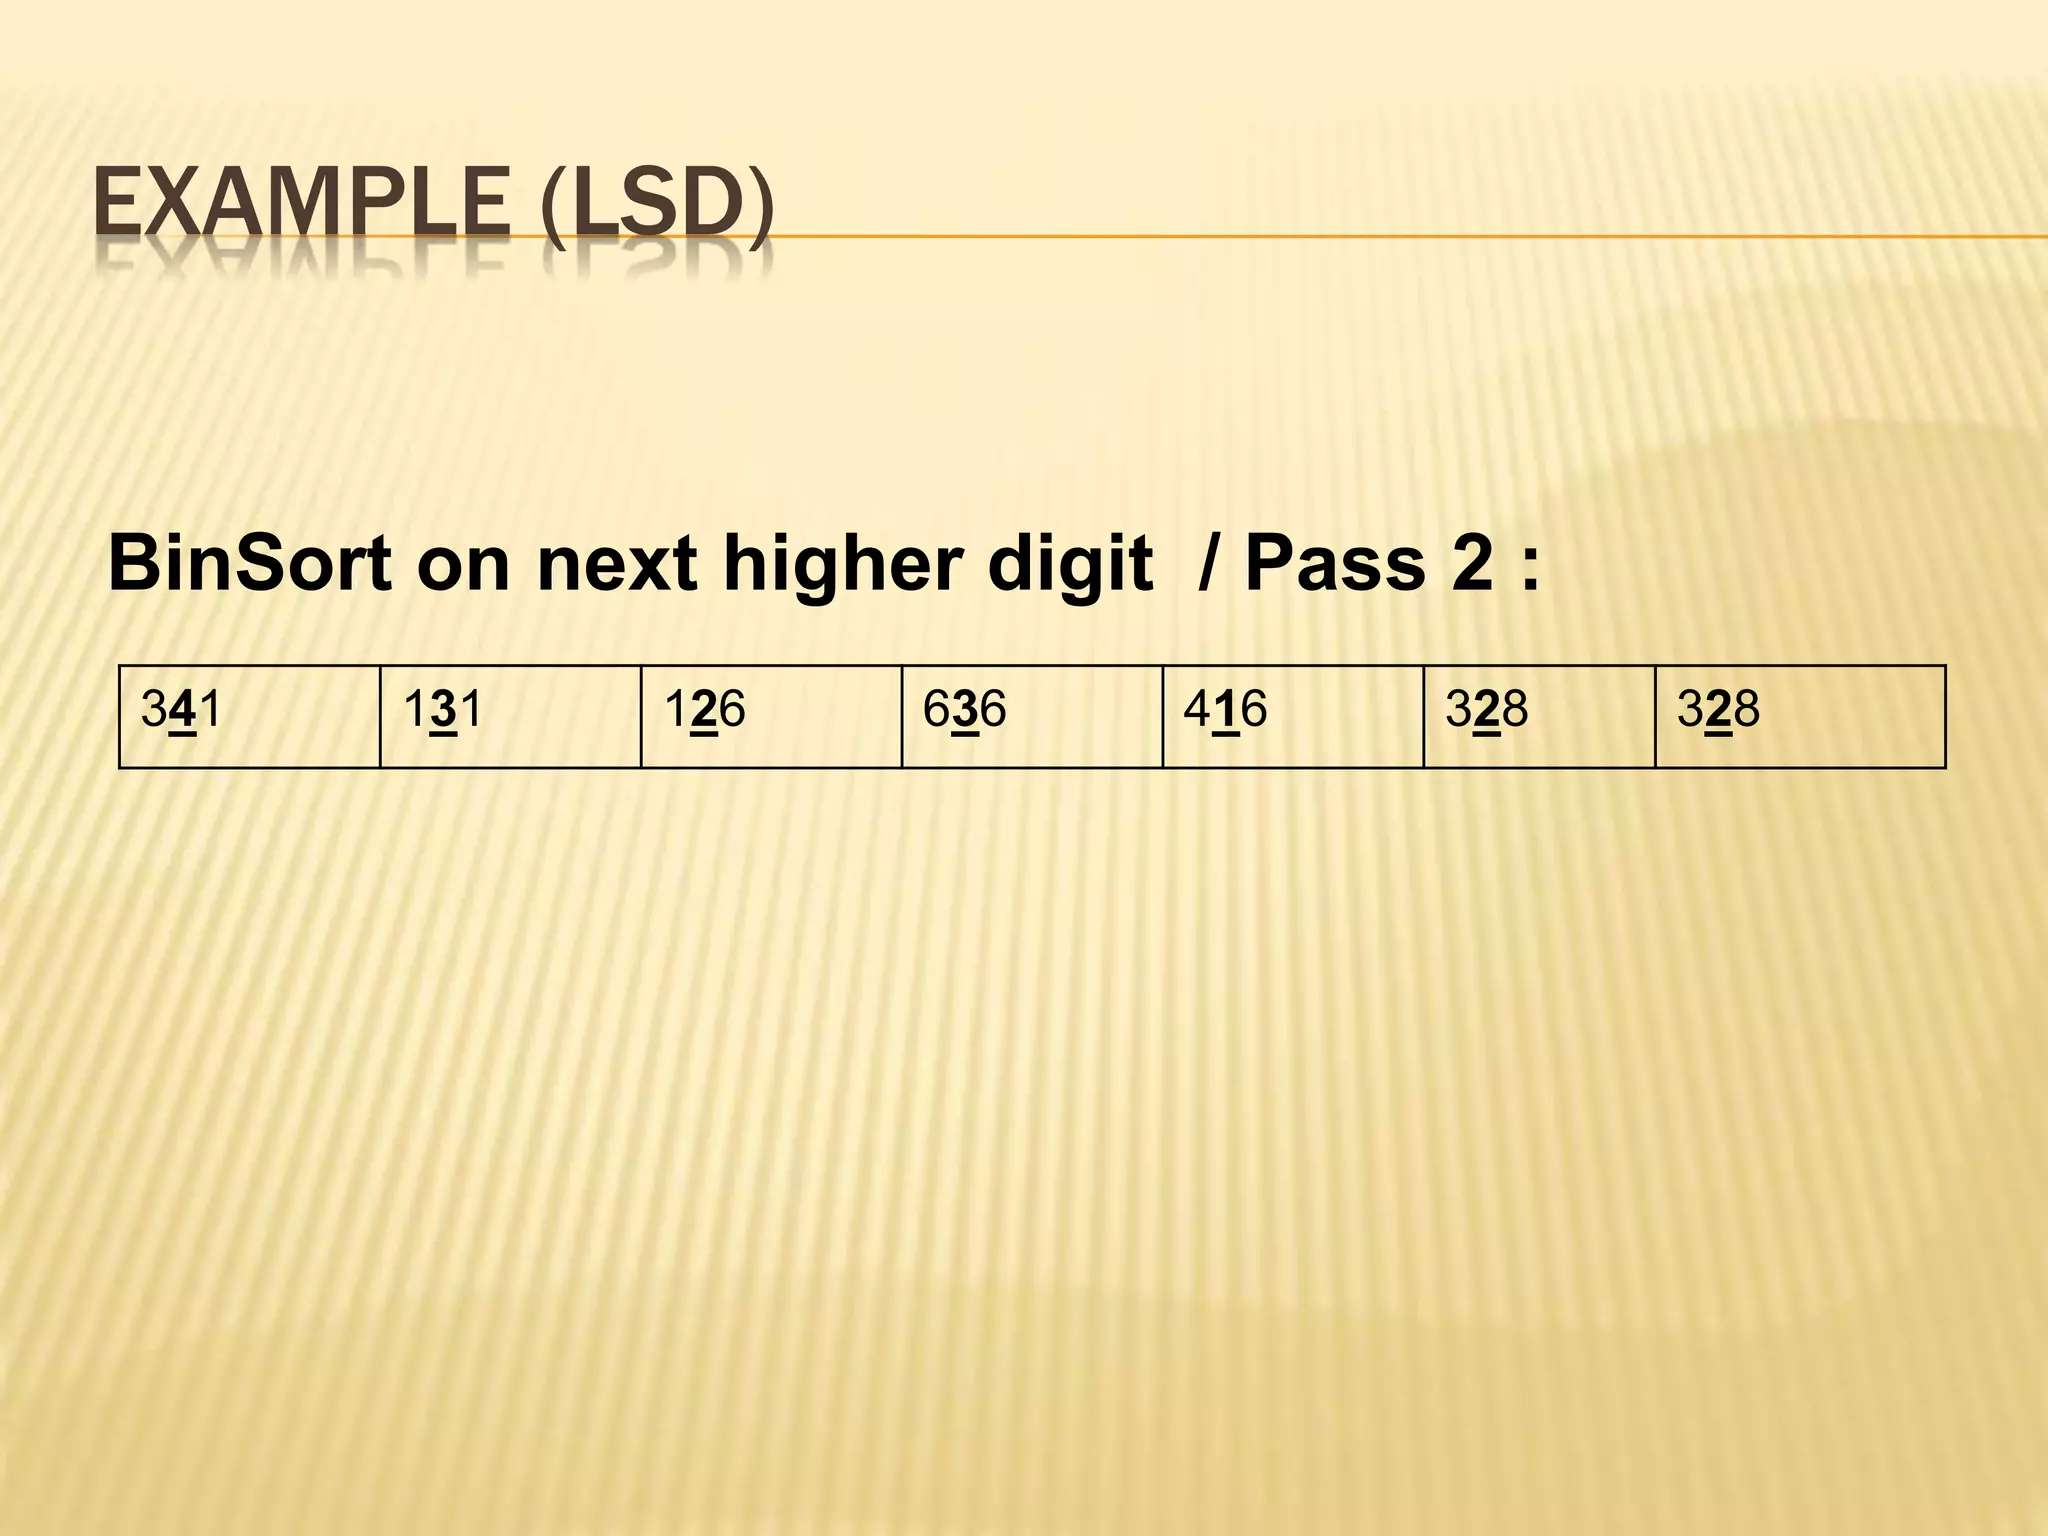 EXAMPLE (LSD)
BinSort on next higher digit / Pass 2 :
341 131 126 636 416 328 328